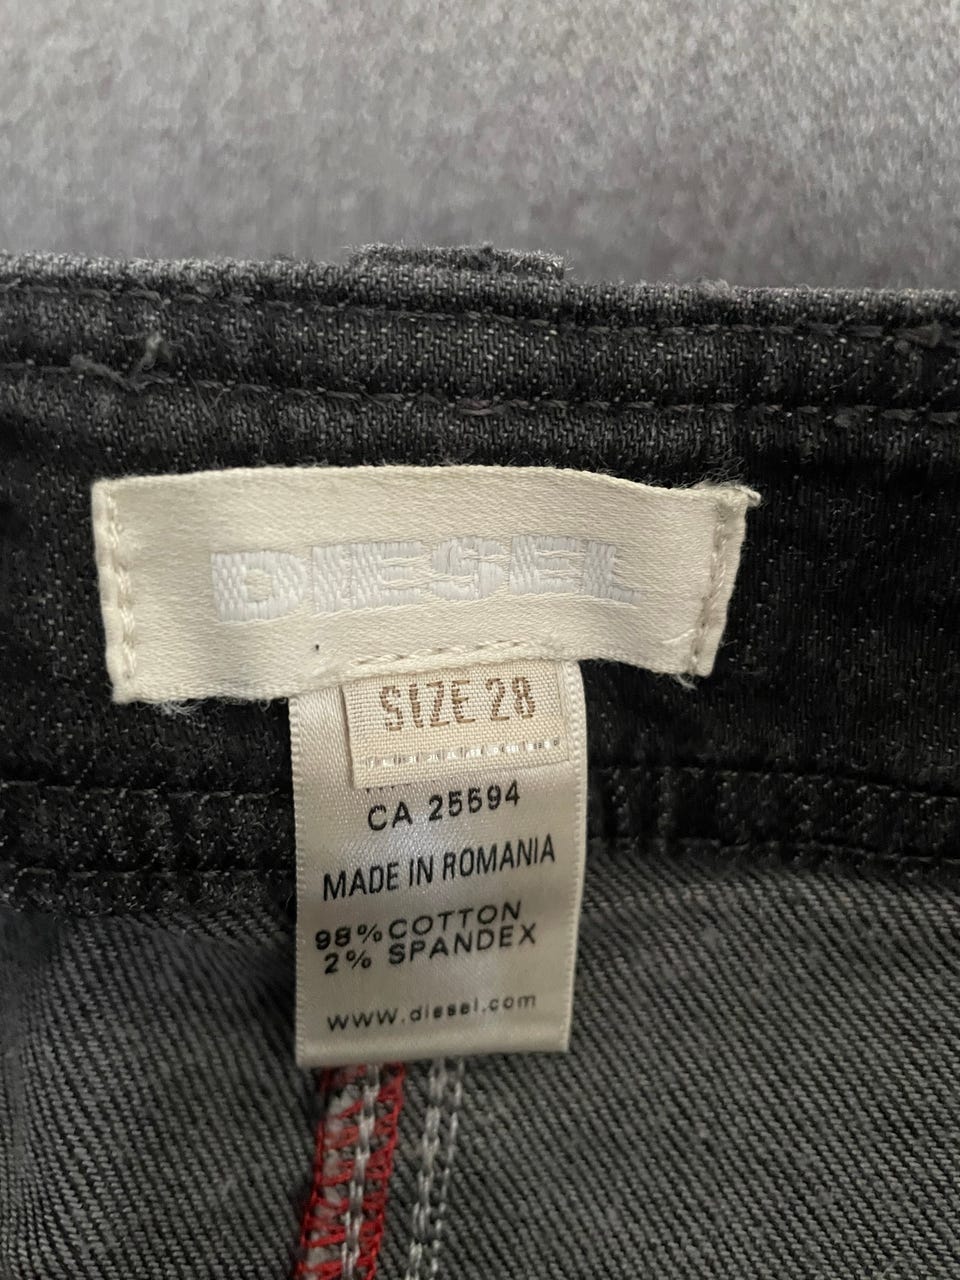 DIESEL
SIZE 28
CA 25594
MADE IN ROMANIA
98% COTTON
2% SPANDEX
www.diesel.com